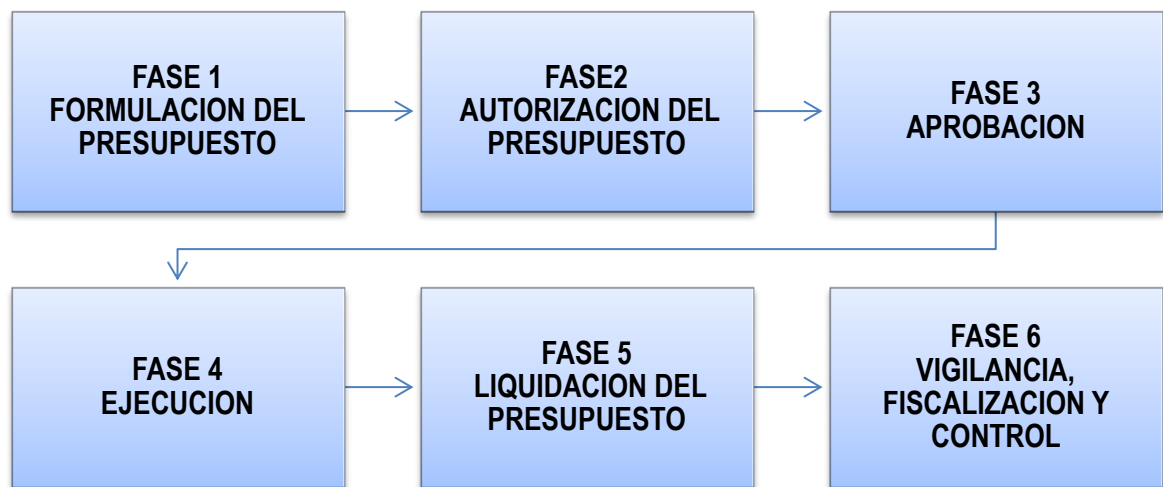 FASE 1
FORMULACION DEL
PRESUPUESTO
FASE2
AUTORIZACION DEL
PRESUPUESTO
FASE 3
APROBACION
FASE 4
EJECUCION
FASE 5
LIQUIDACION DEL
PRESUPUESTO
FASE 6
VIGILANCIA,
FISCALIZACION Y
CONTROL